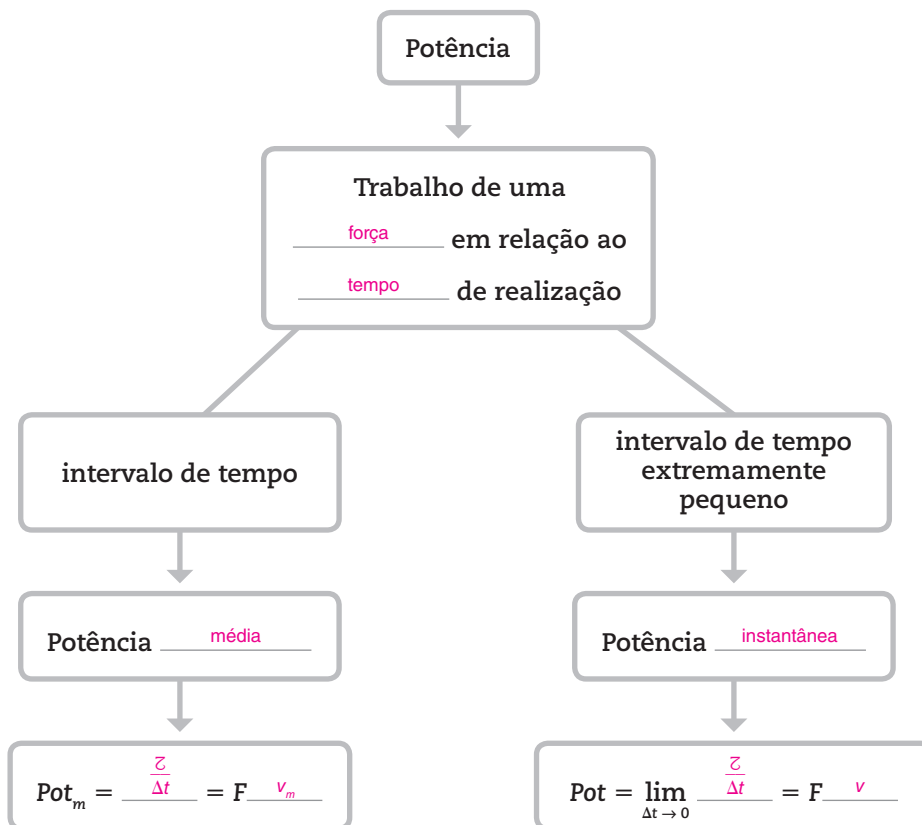 Potência
Trabalho de uma
força em relação ao
tempo de realização
intervalo de tempo
intervalo de tempo
extremamente
pequeno
Potência média
Potência instantânea
Pot_m = ζ/Δt = F v_m
Pot = lim Δt → 0 ζ/Δt = F v